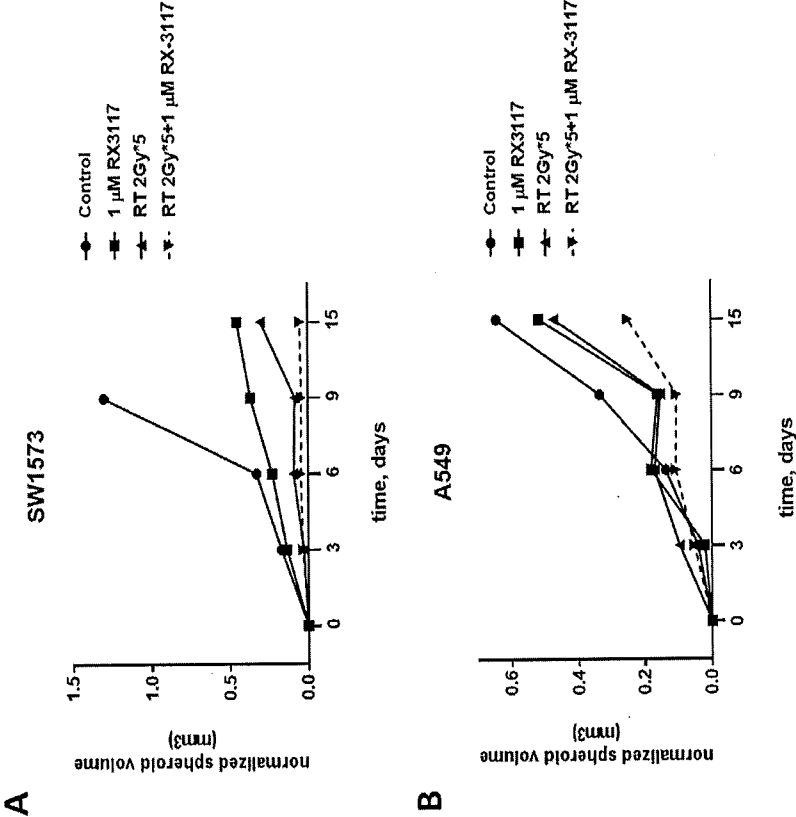 A
SW1573
normalized spheroid volume
(mm3)
1.5
1.0
0.5
0.0
0
3
6
9
15
time, days
Control
1 µM RX3117
RT 2Gy*5
RT 2Gy*5+1 µM RX-3117
B
A549
normalized spheroid volume
(mm3)
0.6
0.4
0.2
0.0
0
3
6
9
15
time, days
Control
1 µM RX3117
RT 2Gy*5
RT 2Gy*5+1 µM RX-3117